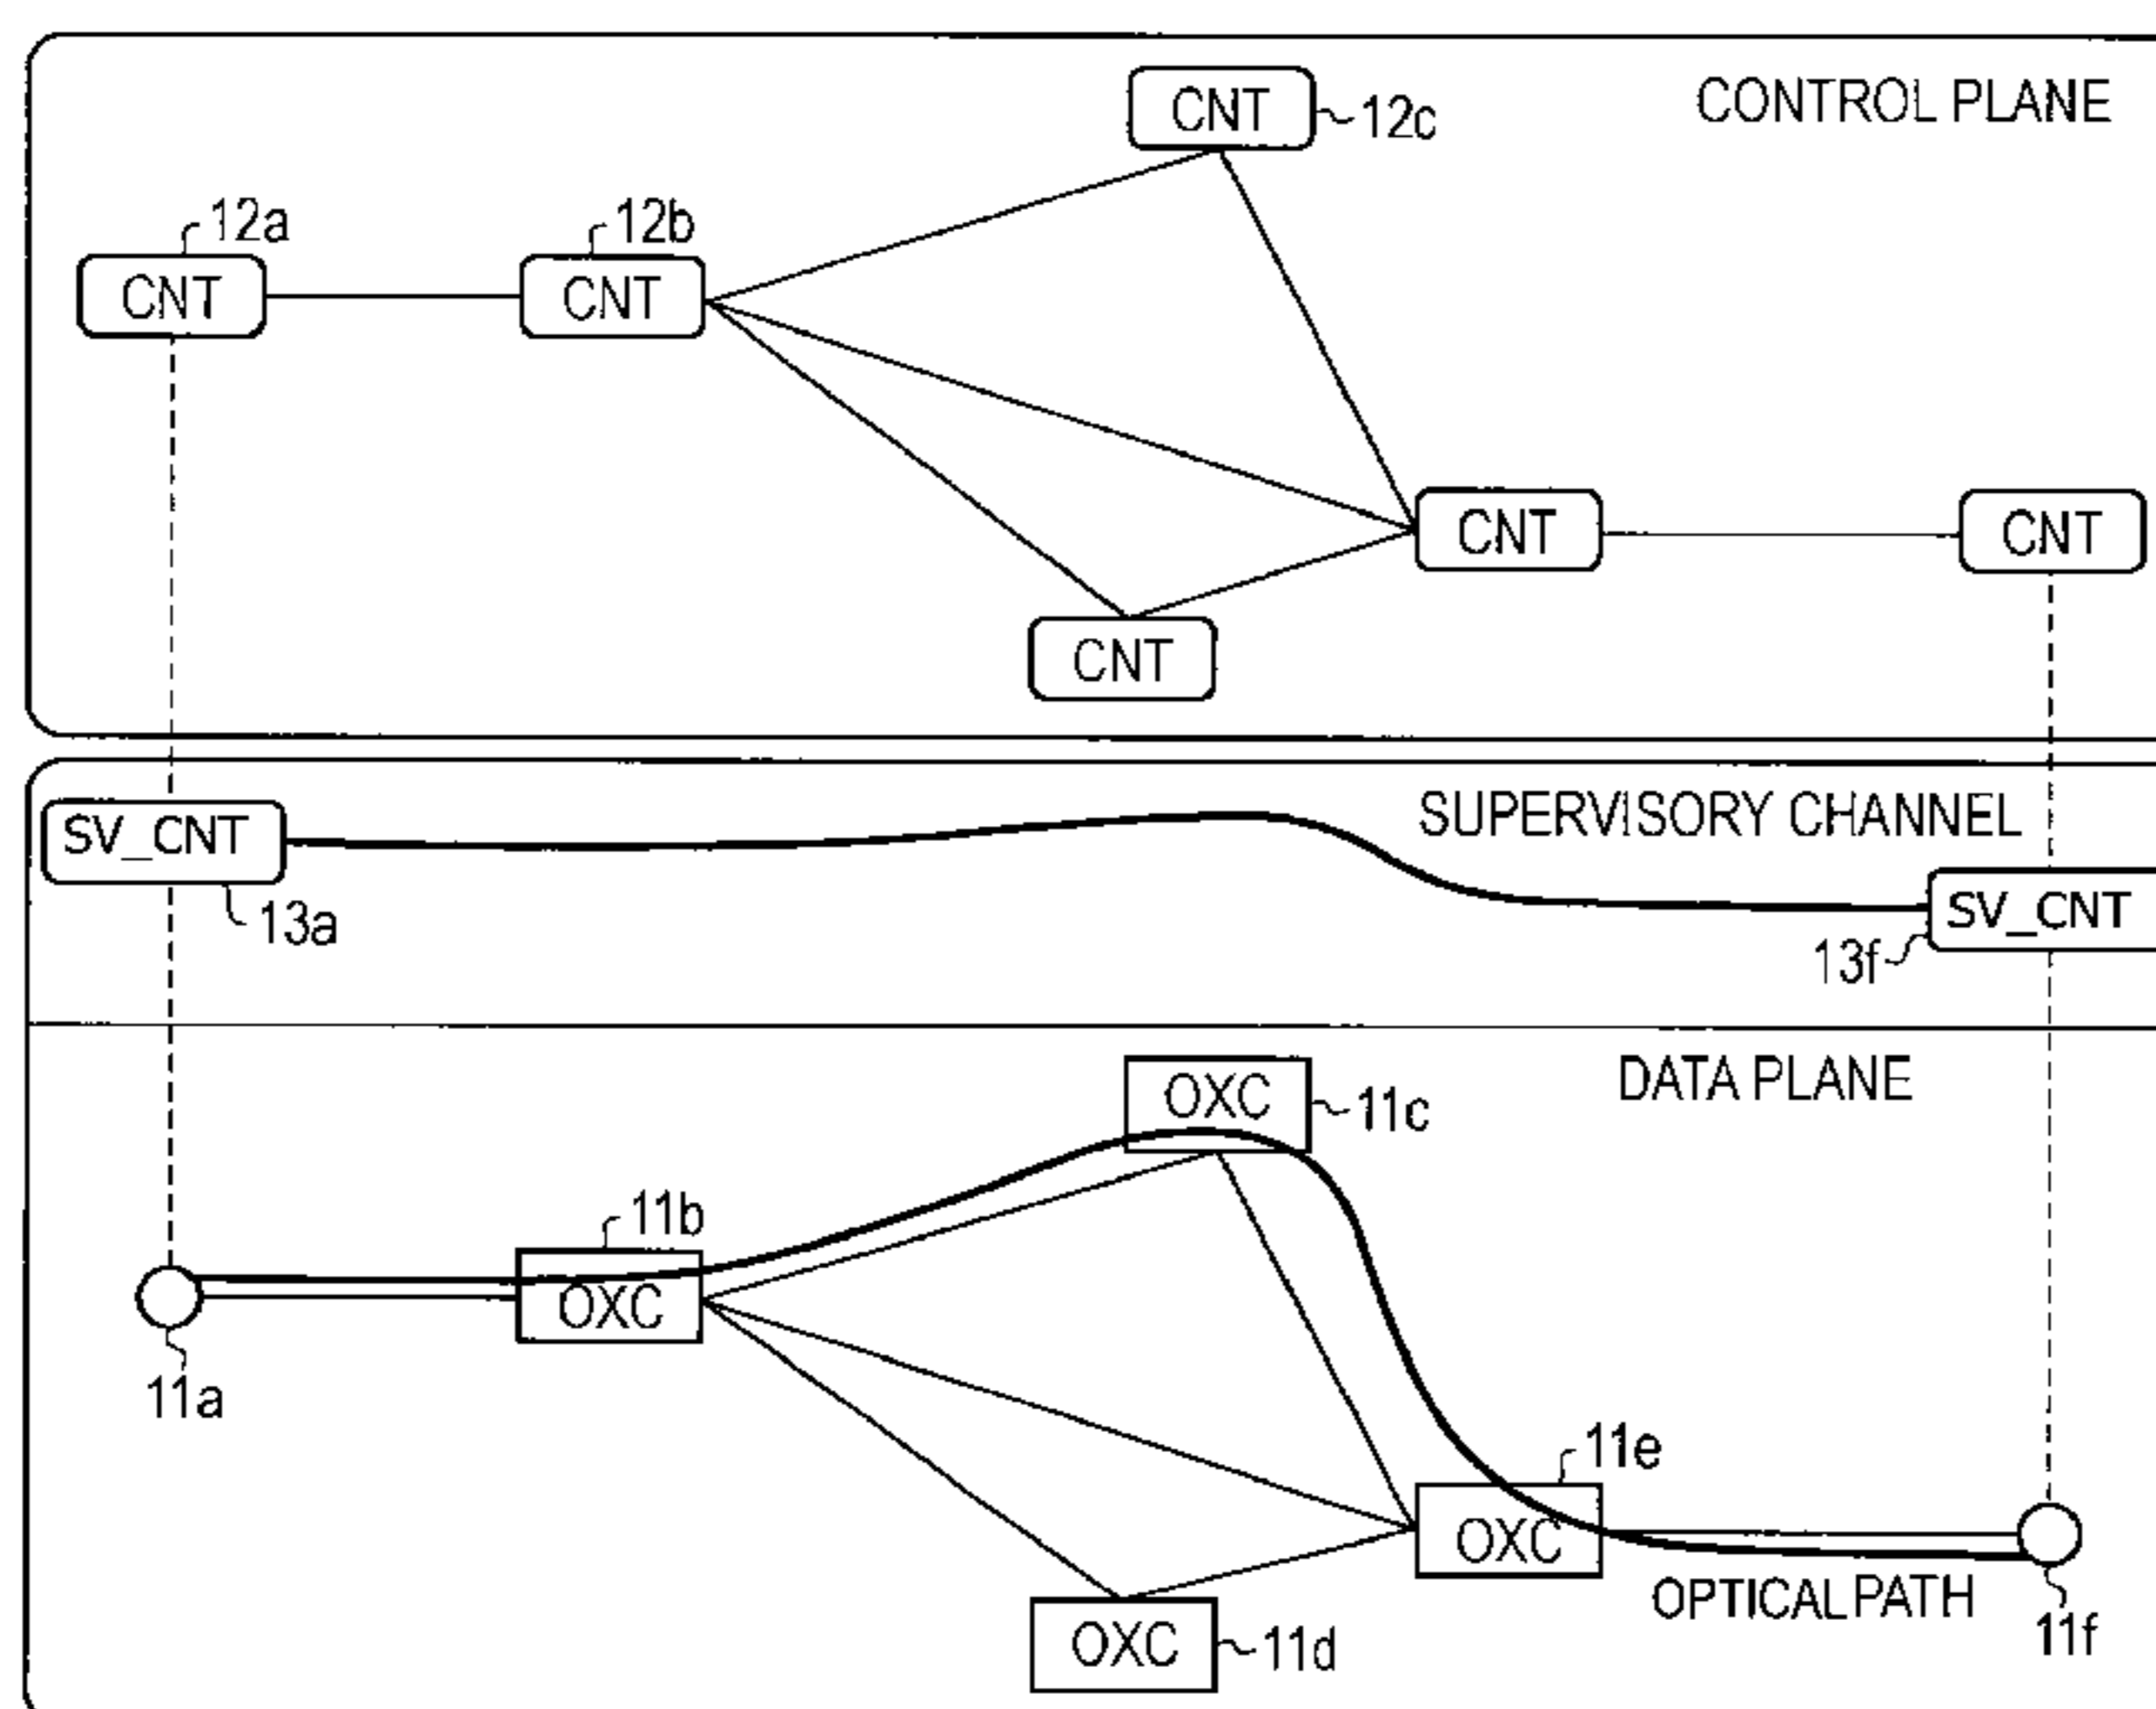 CNT
12c
CONTROL PLANE
12a
12b
CNT
CNT
CNT
CNT
CNT
SV_CNT
SUPERVISORY CHANNEL
13a
SV_CNT
13f
DATA PLANE
OXC
11c
11b
OXC
11a
11e
OXC
OPTICAL PATH
11f
OXC
11d